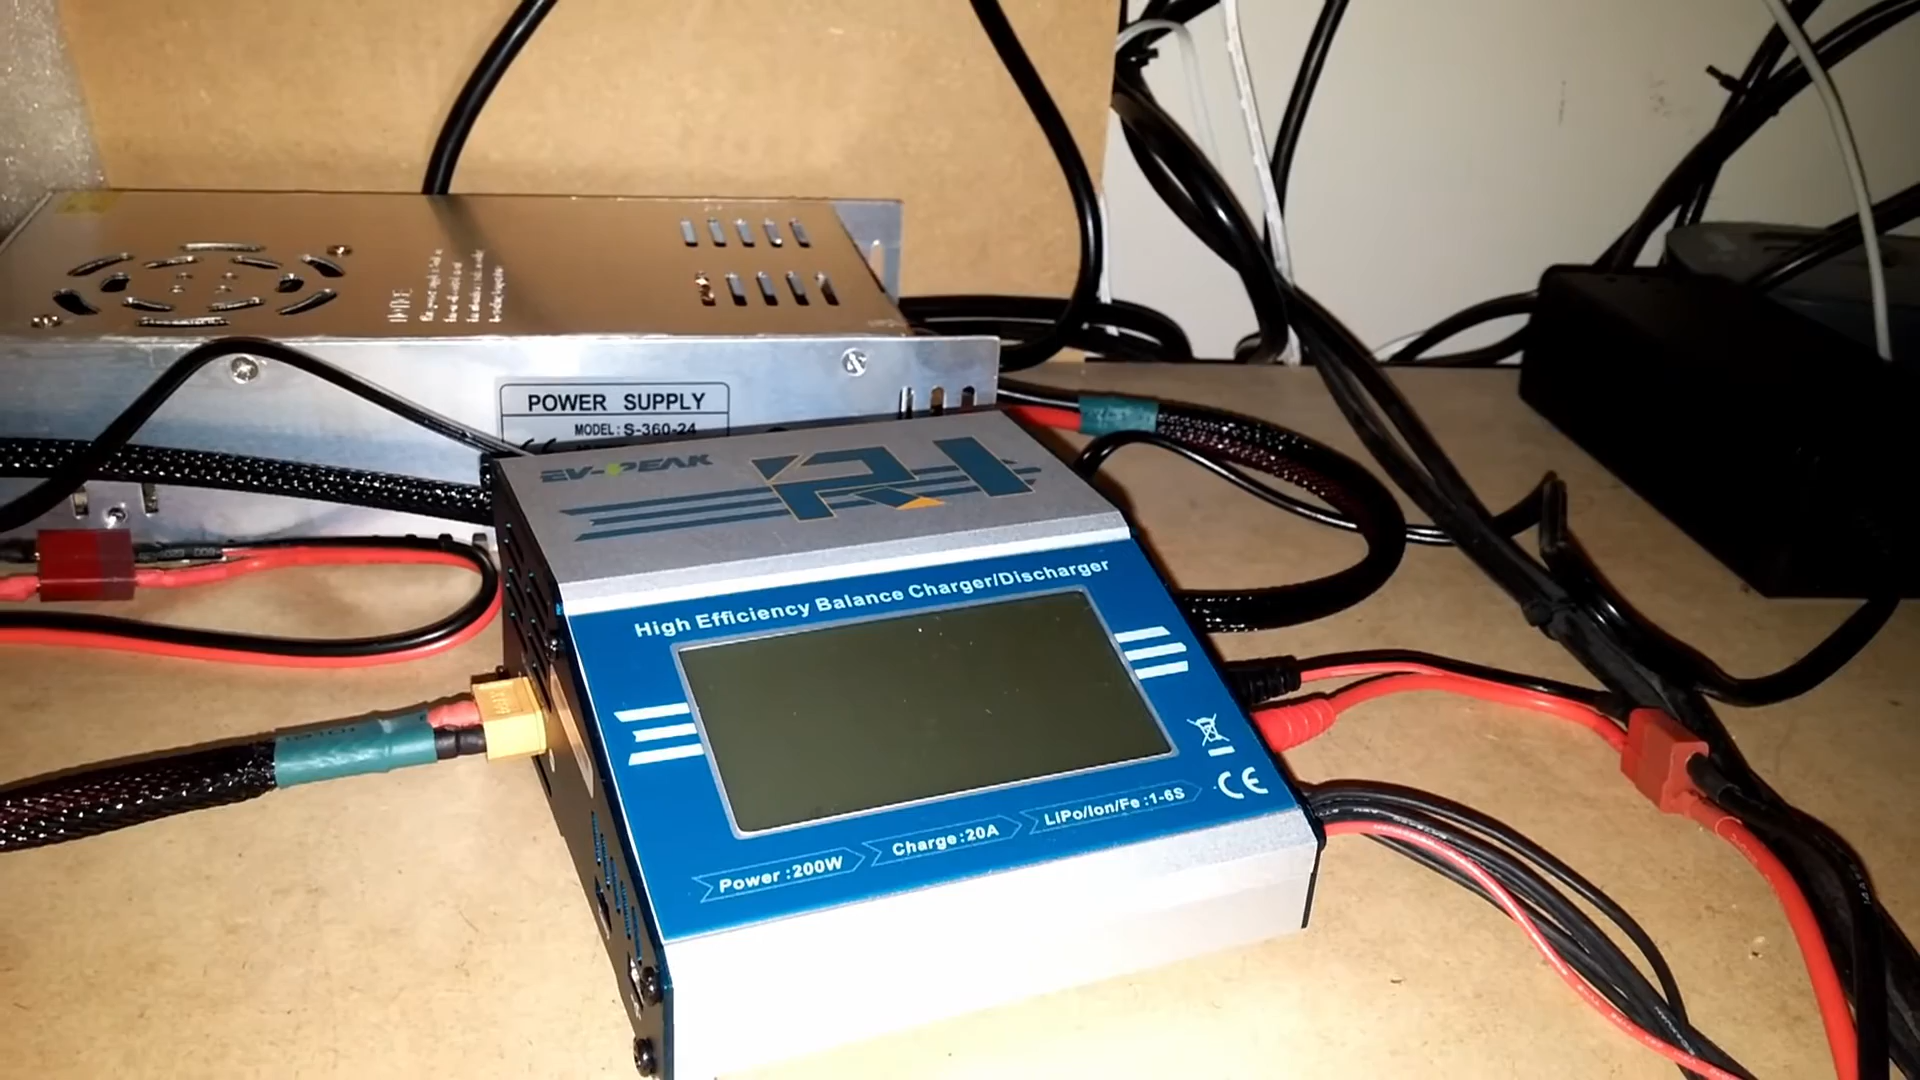 POWER SUPPLY
MODEL: S-360-24
EV-PEAK
R1
High Efficiency Balance Charger/Discharger
CE
Power :200W
Charge :20A
LiPo/Ion/Fe :1-6S